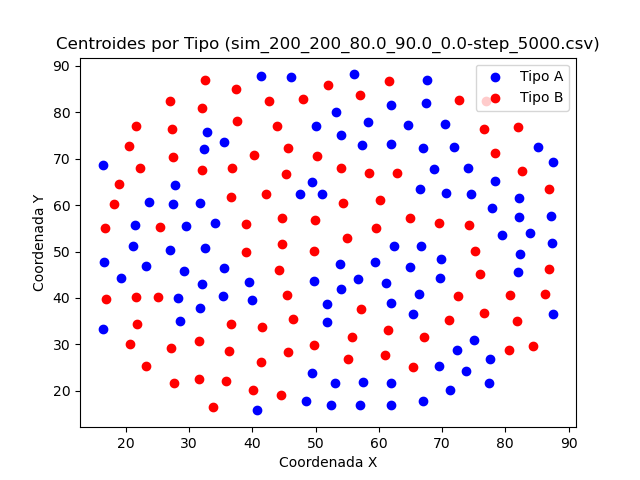 Centroides por Tipo (sim_200_200_80.0_90.0_0.0-step_5000.csv)
Tipo A
Tipo B
90
80
70
60
50
40
30
20
Coordenada Y
20 30 40 50 60 70 80 90
Coordenada X